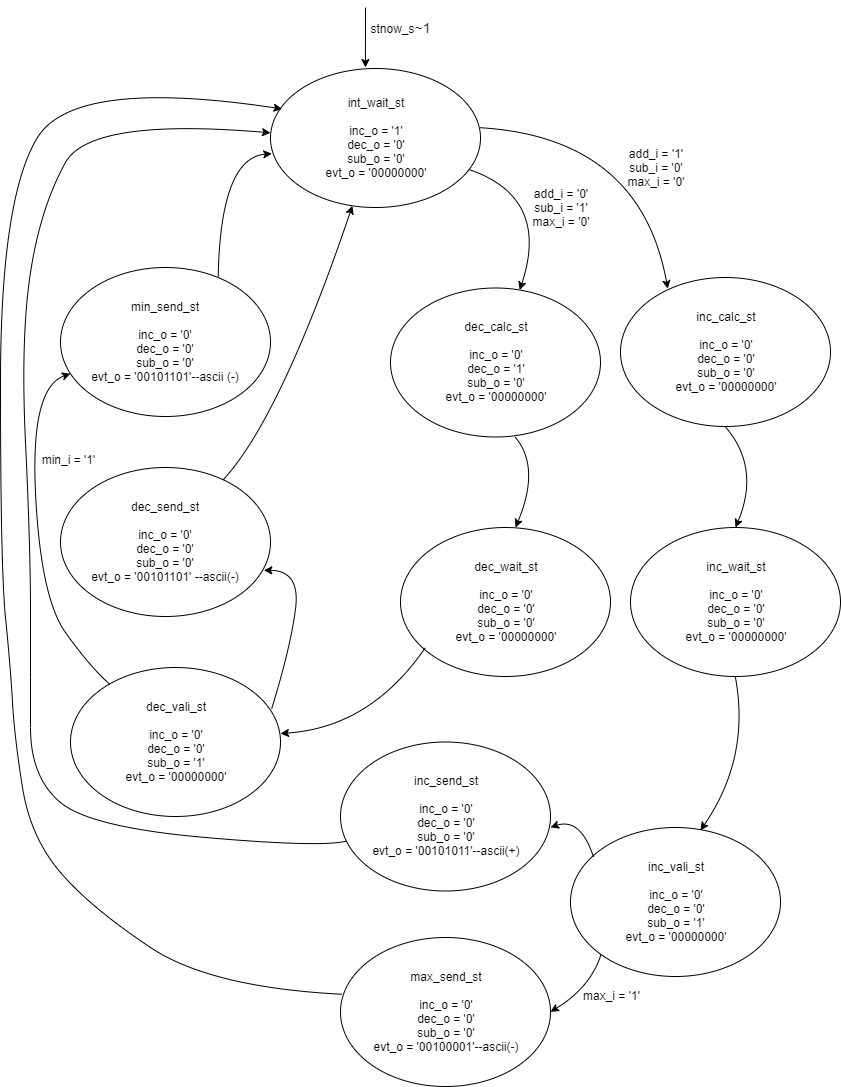 stnow_s~1
int_wait_st
inc_o = '1'
dec_o = '0'
sub_o = '0'
evt_o = '00000000'
add_i = '1'
sub_i = '0'
max_i = '0'
add_i = '0'
sub_i = '1'
max_i = '0'
min_send_st
inc_o = '0'
dec_o = '0'
sub_o = '0'
evt_o = '00101101'--ascii (-)
dec_calc_st
inc_o = '0'
dec_o = '1'
sub_o = '0'
evt_o = '00000000'
inc_calc_st
inc_o = '0'
dec_o = '0'
sub_o = '0'
evt_o = '00000000'
min_i = '1'
dec_send_st
inc_o = '0'
dec_o = '0'
sub_o = '0'
evt_o = '00101101' --ascii(-)
dec_wait_st
inc_o = '0'
dec_o = '0'
sub_o = '0'
evt_o = '00000000'
inc_wait_st
inc_o = '0'
dec_o = '0'
sub_o = '0'
evt_o = '00000000'
dec_vali_st
inc_o = '0'
dec_o = '0'
sub_o = '1'
evt_o = '00000000'
inc_send_st
inc_o = '0'
dec_o = '0'
sub_o = '0'
evt_o = '00101011'--ascii(+)
inc_vali_st
inc_o = '0'
dec_o = '0'
sub_o = '1'
evt_o = '00000000'
max_send_st
inc_o = '0'
dec_o = '0'
sub_o = '0'
evt_o = '00100001'--ascii(-)
max_i = '1'